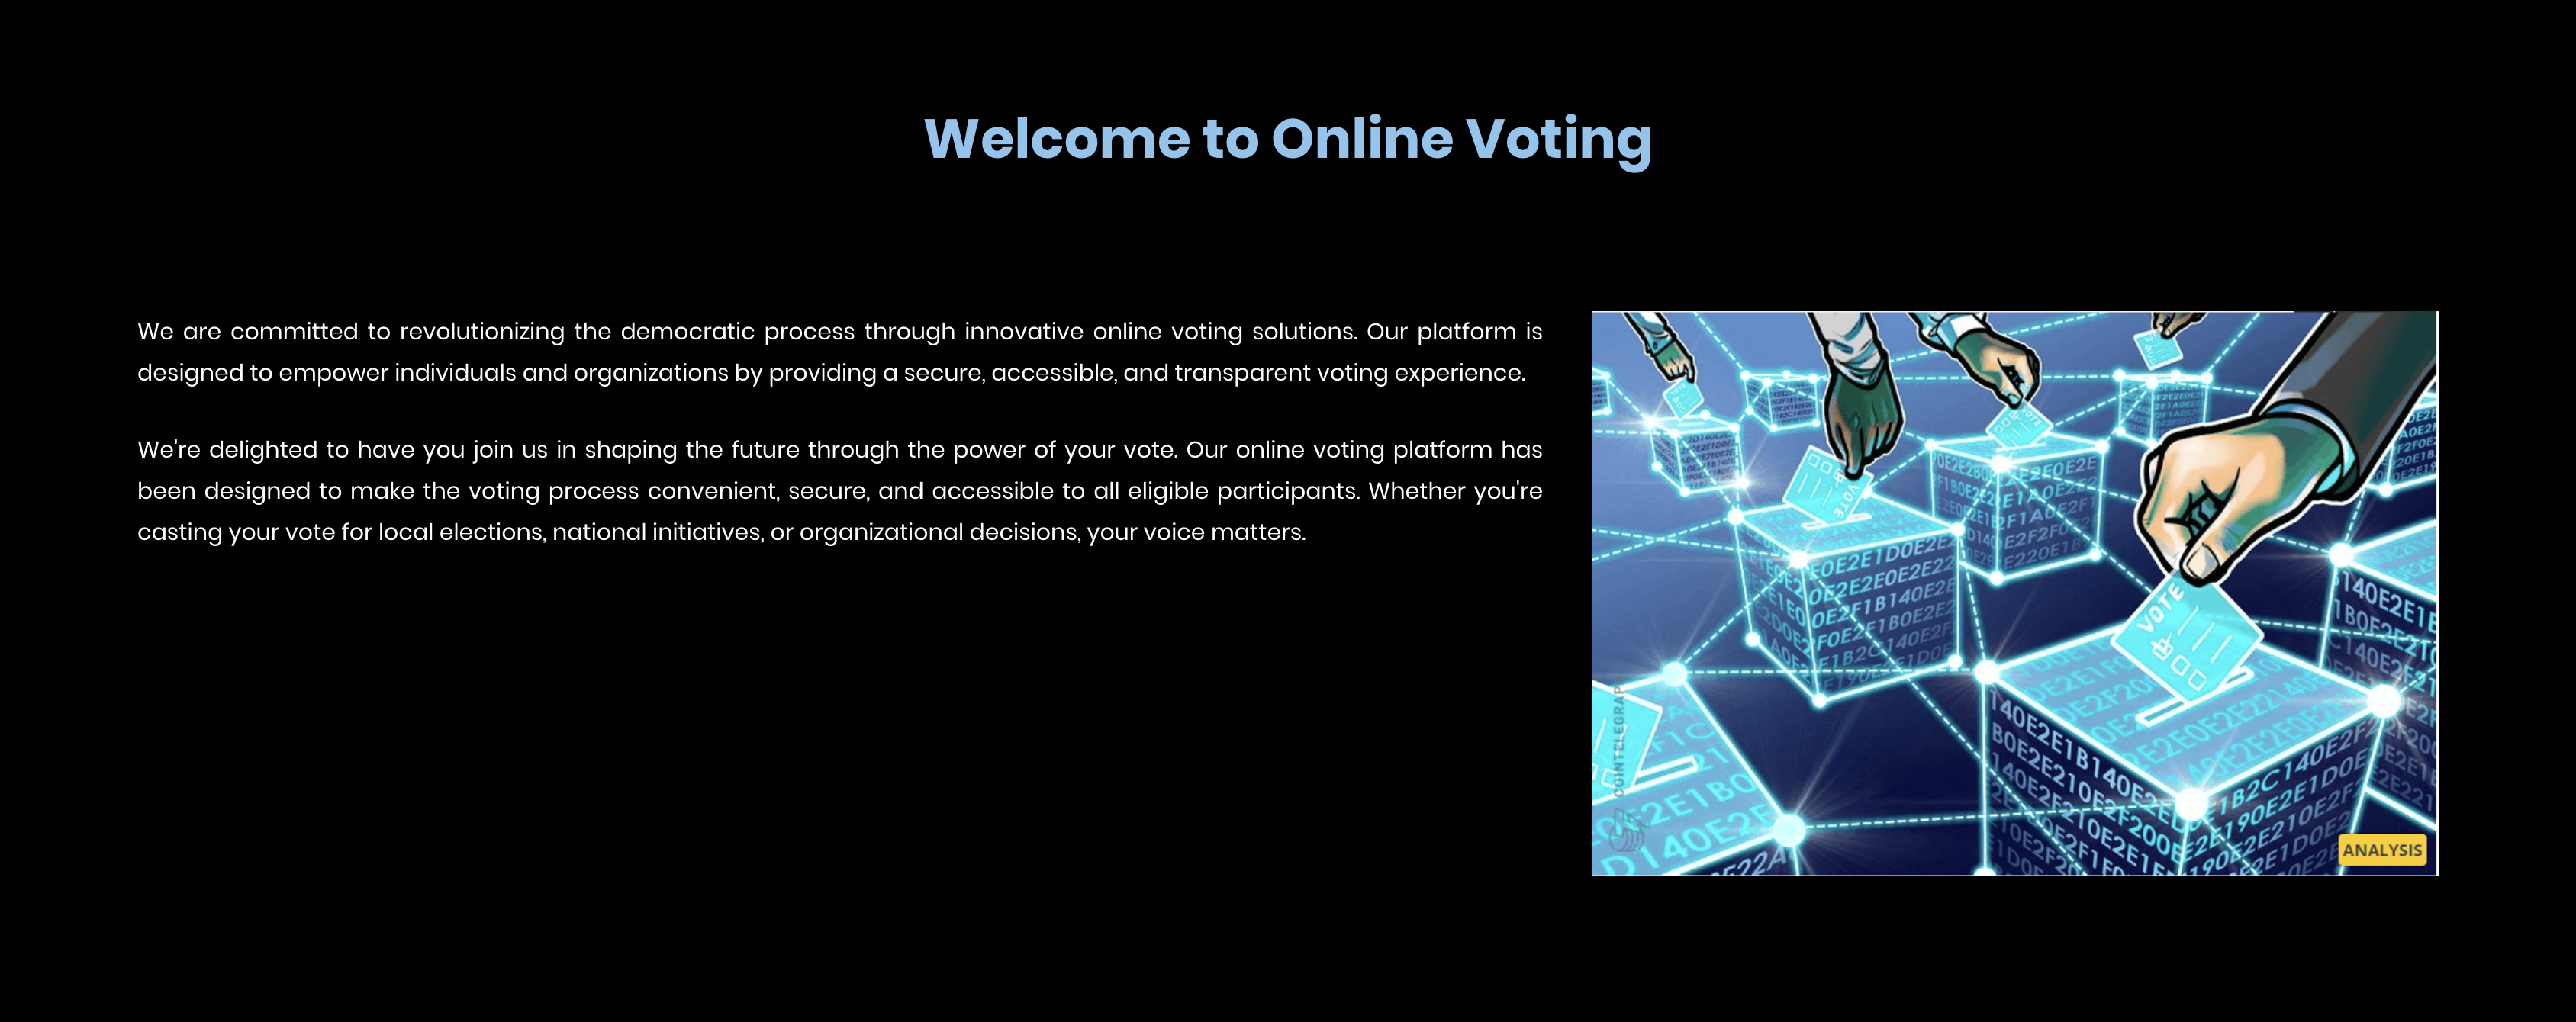 Welcome to Online Voting
We are committed to revolutionizing the democratic process through innovative online voting solutions. Our platform is
designed to empower individuals and organizations by providing a secure, accessible, and transparent voting experience.
We're delighted to have you join us in shaping the future through the power of your vote. Our online voting platform has
been designed to make the voting process convenient, secure, and accessible to all eligible participants. Whether you're
casting your vote for local elections, national initiatives, or organizational decisions, your voice matters.
VOTE
VOTE
COINTELEGRAP
ANALYSIS